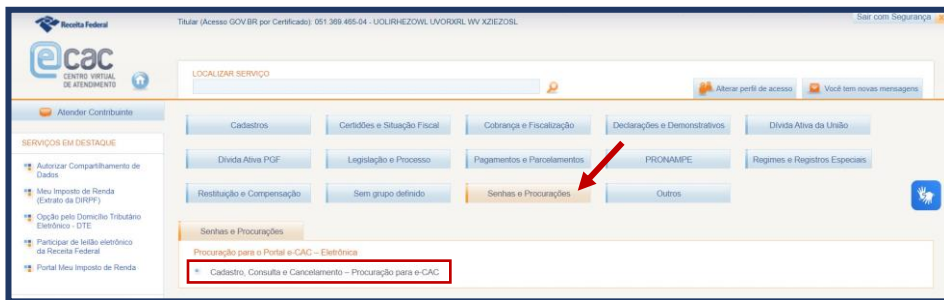 Receita Federal
Titular (Acesso GOV.BR por Certificado): 051.369.465-04 - UOLIRHEZOWL UVORXRL WV XZIEZOSL
Sair com Segurança
e
cac
CENTRO VIRTUAL
DE ATENDIMENTO
LOCALIZAR SERVIÇO
Alterar perfil de acesso
Você tem novas mensagens
Atender Contribuinte
SERVIÇOS EM DESTAQUE
Autorizar Compartilhamento de
Dados
Meu Imposto de Renda
(Extrato da DIRPF)
Opção pelo Domicílio Tributário
Eletrônico - DTE
Participar de leilão eletrônico
da Receita Federal
Portal Meu Imposto de Renda
Cadastros
Certidões e Situação Fiscal
Cobrança e Fiscalização
Declarações e Demonstrativos
Dívida Ativa da União
Dívida Ativa PGF
Legislação e Processo
Pagamentos e Parcelamentos
PRONAMPE
Regimes e Registros Especiais
Restituição e Compensação
Sem grupo definido
Senhas e Procurações
Outros
Senhas e Procurações
Procuração para o Portal e-CAC – Eletrônica
Cadastro, Consulta e Cancelamento – Procuração para e-CAC